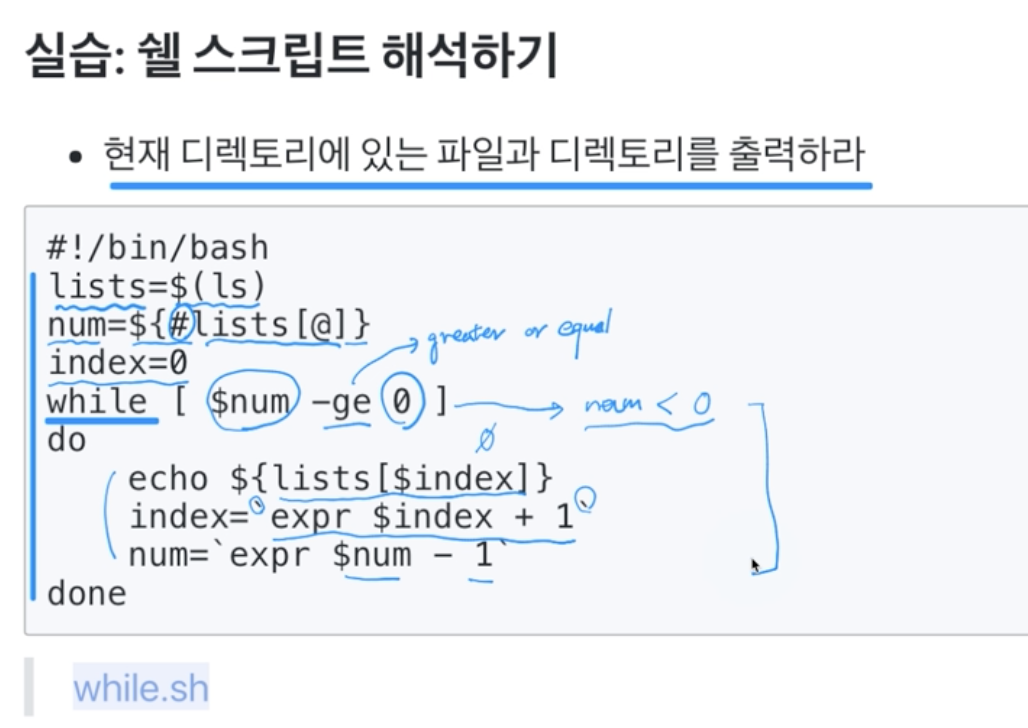 실습: 쉘 스크립트 해석하기
• 현재 디렉토리에 있는 파일과 디렉토리를 출력하라
#!/bin/bash
lists=$(ls)
num=${#lists[@]}
greater or equal
index=0
while [ $num -ge 0 ]
num < 0
do
0
echo ${lists[$index]}
index=`expr $index + 1`
num=`expr $num - 1`
done
while.sh